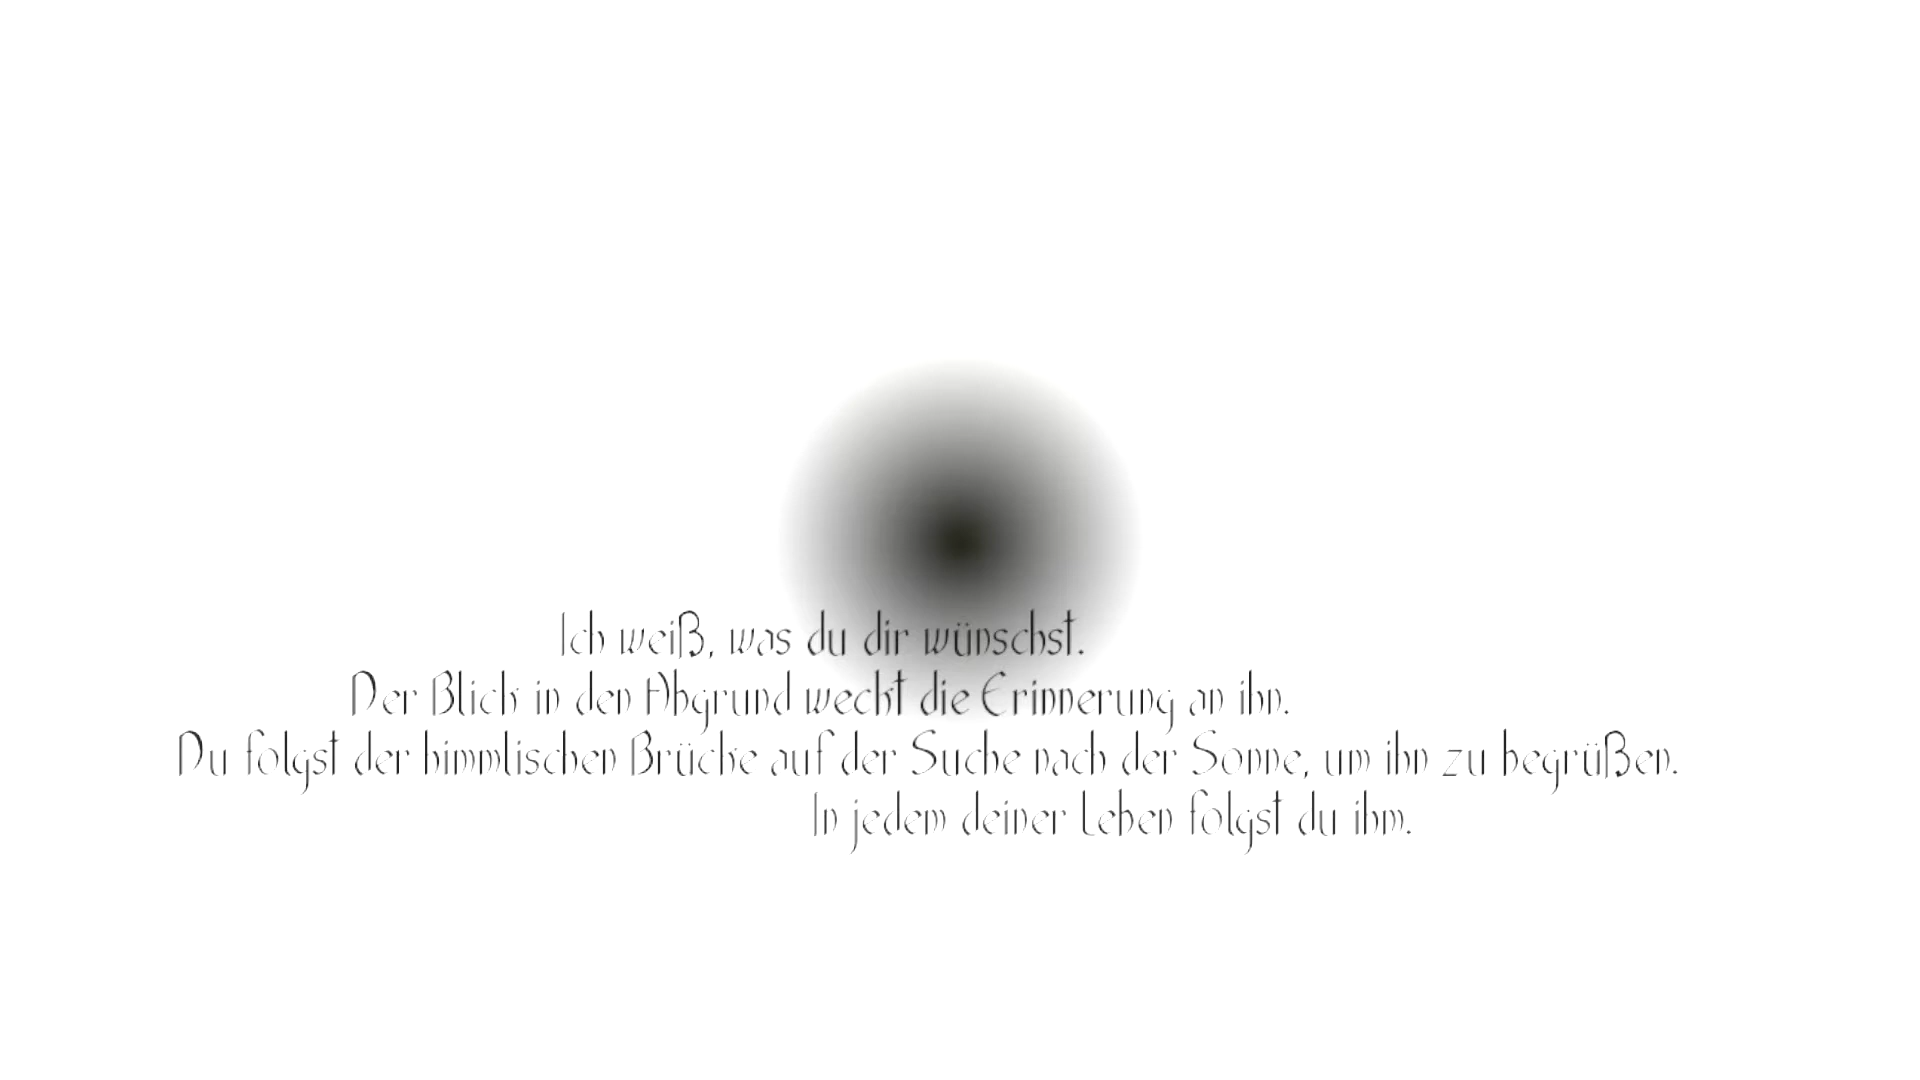 Ich weiß, was du dir wünschst.
Der Blick in den Abgrund weckt die Erinnerung an ihn.
Du folgst der himmlischen Brücke auf der Suche nach der Sonne, um ihn zu begrüßen.
In jedem deiner Leben folgst du ihm.